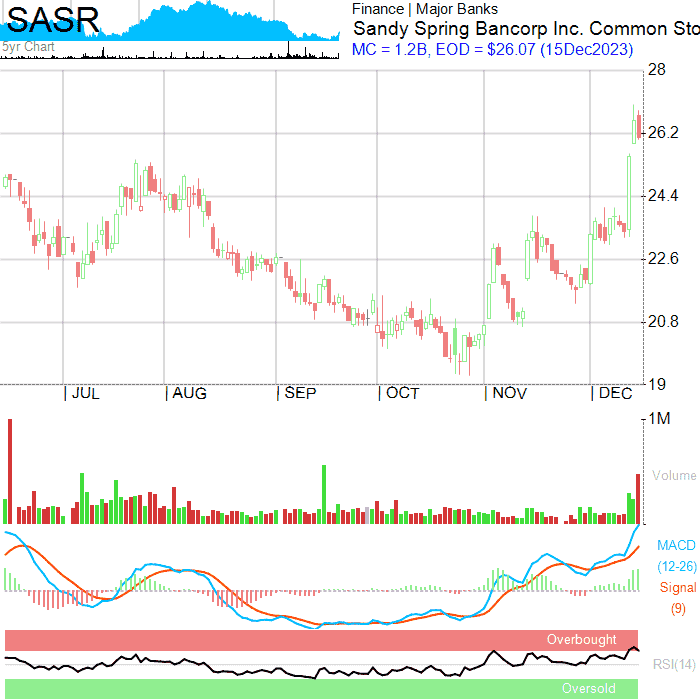 SASR
5yr Chart
Finance | Major Banks
Sandy Spring Bancorp Inc. Common Sto
MC = 1.2B, EOD = $26.07 (15Dec2023)
28
26.2
24.4
22.6
20.8
19
JUL
AUG
SEP
OCT
NOV
DEC
1M
Volume
MACD
(12-26)
Signal
(9)
Overbought
RSI(14)
Oversold